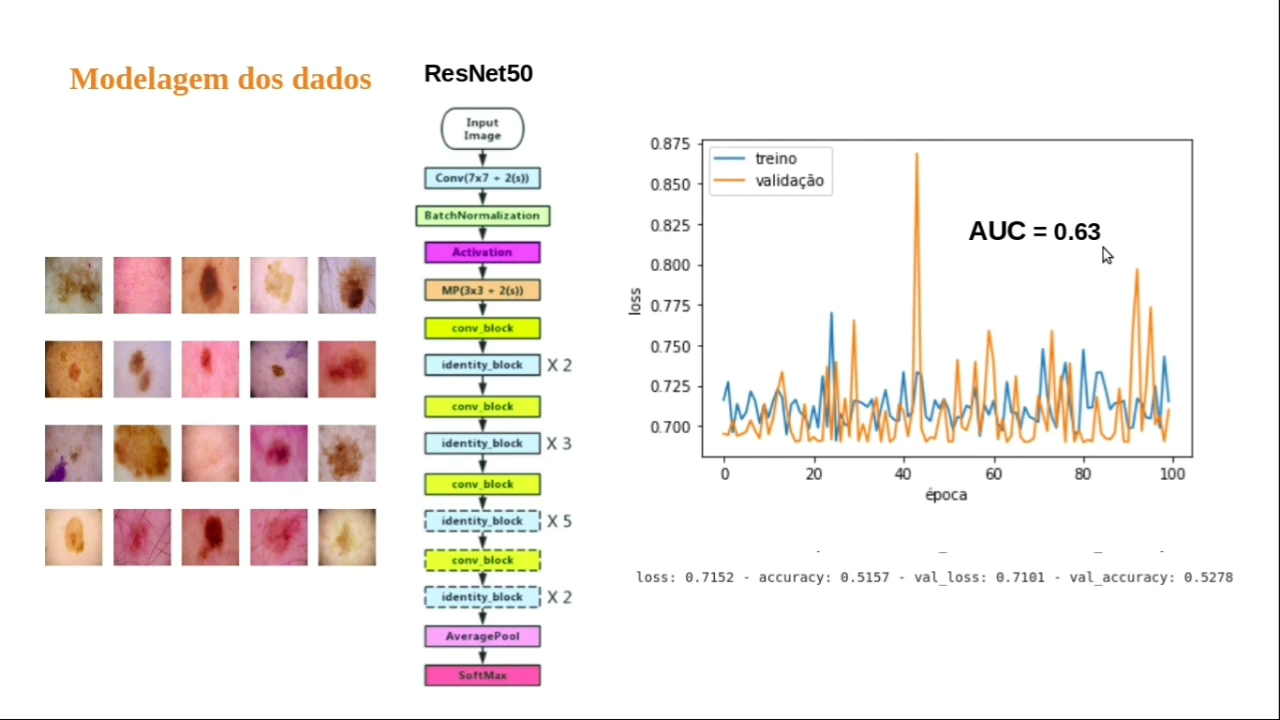 Modelagem dos dados
ResNet50
Input
Image
Conv(7x7 + 2(s))
BatchNormalization
Activation
MP(3x3 + 2(s))
conv_block
identity_block X 2
conv_block
identity_block X 3
conv_block
identity_block X 5
conv_block
identity_block X 2
AveragePool
SoftMax
0.875
0.850
0.825
0.800
0.775
0.750
0.725
0.700
loss
treino
validação
AUC = 0.63
0 20 40 60 80 100
época
loss: 0.7152 - accuracy: 0.5157 - val_loss: 0.7101 - val_accuracy: 0.5278